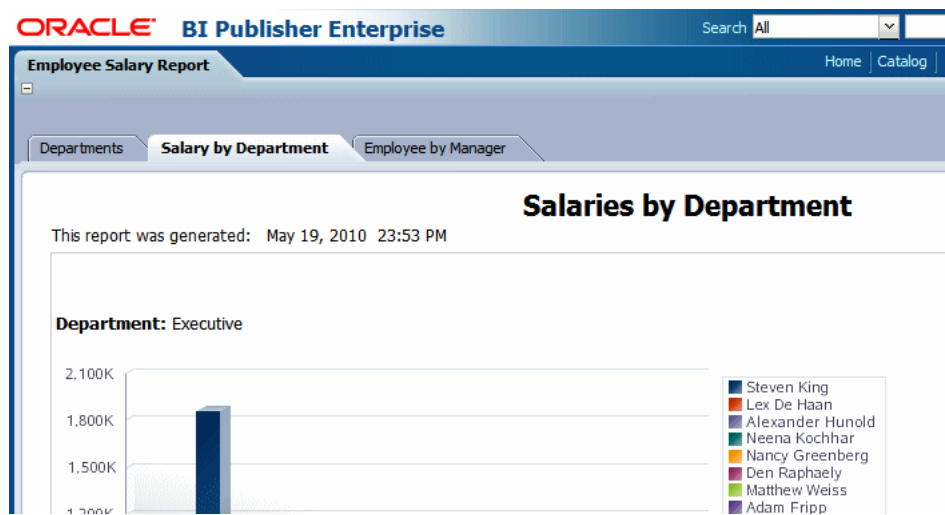 ORACLE BI Publisher Enterprise Search All
Employee Salary Report Home Catalog
Departments Salary by Department Employee by Manager
Salaries by Department
This report was generated: May 19, 2010 23:53 PM
Department: Executive
2,100K
1,800K
1,500K
1,200K
Steven King
Lex De Haan
Alexander Hunold
Neena Kochhar
Nancy Greenberg
Den Raphaely
Matthew Weiss
Adam Fripp